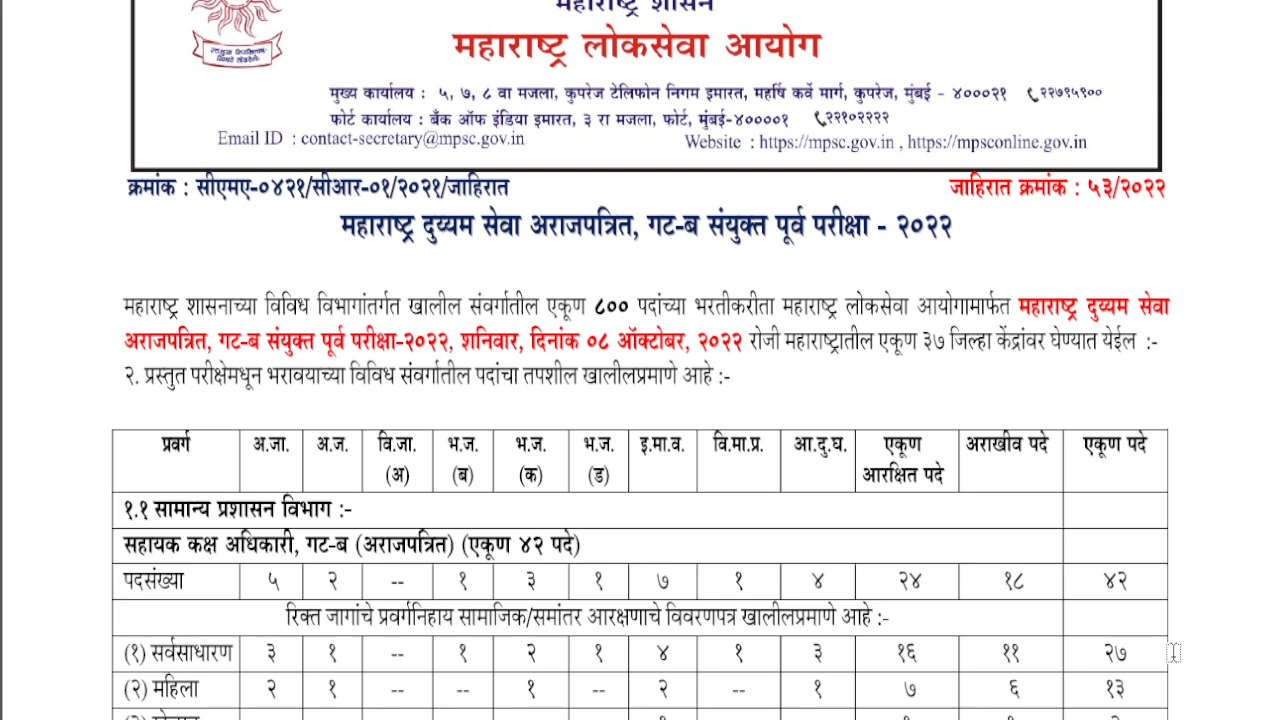 महाराष्ट्र शासन
महाराष्ट्र लोकसेवा आयोग
मुख्य कार्यालय : ५, ७, ८ वा मजला, कुपरेज टेलिफोन निगम इमारत, महर्षि कर्वे मार्ग, कुपरेज, मुंबई - ४०००२१ २२७९५९००
फोर्ट कार्यालय : बँक ऑफ इंडिया इमारत, ३ रा मजला, फोर्ट, मुंबई-४००००१ २२१०२२२२
Email ID : contact-secretary@mpsc.gov.in Website : https://mpsc.gov.in , https://mpsconline.gov.in
क्रमांक : सीएमए-०४२१/सीआर-०१/२०२१/जाहिरात जाहिरात क्रमांक : ५३/२०२२
महाराष्ट्र दुय्यम सेवा अराजपत्रित, गट-ब संयुक्त पूर्व परीक्षा - २०२२
महाराष्ट्र शासनाच्या विविध विभागांतर्गत खालील संवर्गातील एकूण ८०० पदांच्या भरतीकरीता महाराष्ट्र लोकसेवा आयोगामार्फत महाराष्ट्र दुय्यम सेवा
अराजपत्रित, गट-ब संयुक्त पूर्व परीक्षा-२०२२, शनिवार, दिनांक ०८ ऑक्टोबर, २०२२ रोजी महाराष्ट्रातील एकूण ३७ जिल्हा केंद्रांवर घेण्यात येईल :-
२. प्रस्तुत परीक्षेमधून भरावयाच्या विविध संवर्गातील पदांचा तपशील खालीलप्रमाणे आहे :-
प्रवर्ग अ.जा. अ.ज. वि.जा. भ.ज. भ.ज. भ.ज. इ.मा.व. वि.मा.प्र. आ.दु.घ. एकूण अराखीव पदे एकूण पदे
(अ) (ब) (क) (ड) आरक्षित पदे
१.१ सामान्य प्रशासन विभाग :-
सहायक कक्ष अधिकारी, गट-ब (अराजपत्रित) (एकूण ४२ पदे)
पदसंख्या ५ २ -- १ ३ १ ७ १ ४ २४ १८ ४२
रिक्त जागांचे प्रवर्गनिहाय सामाजिक/समांतर आरक्षणाचे विवरणपत्र खालीलप्रमाणे आहे :-
(१) सर्वसाधारण ३ १ -- १ २ १ ४ १ ३ १६ ११ २७
(२) महिला २ १ -- -- १ -- २ -- १ ७ ६ १३